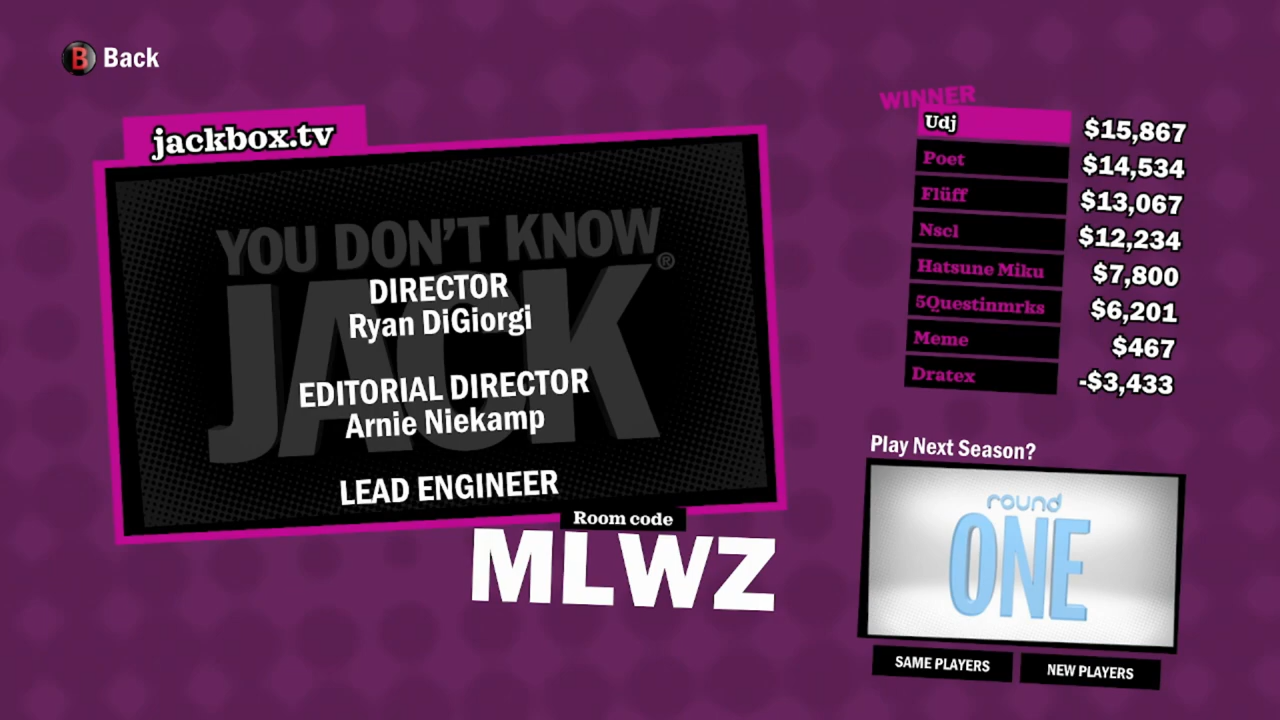 B Back
jackbox.tv
YOU DON'T KNOW
JACK®
DIRECTOR
Ryan DiGiorgi
EDITORIAL DIRECTOR
Arnie Niekamp
LEAD ENGINEER
Room code
MLWZ
WINNER
Udj $15,867
Poet $14,534
Flüff $13,067
Nscl $12,234
Hatsune Miku $7,800
5Questinmrks $6,201
Meme $467
Dratex -$3,433
Play Next Season?
round
ONE
SAME PLAYERS NEW PLAYERS